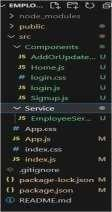 EMPLO...
node_modules
public
src
Components
AddOrUpdate... U
Home.js U
login.css U
login.js U
Signup.js U
Service
EmployeeSer... U
App.css M
App.js M
index.css M
index.js M
.gitignore
package-lock.json M
package.json M
README.md